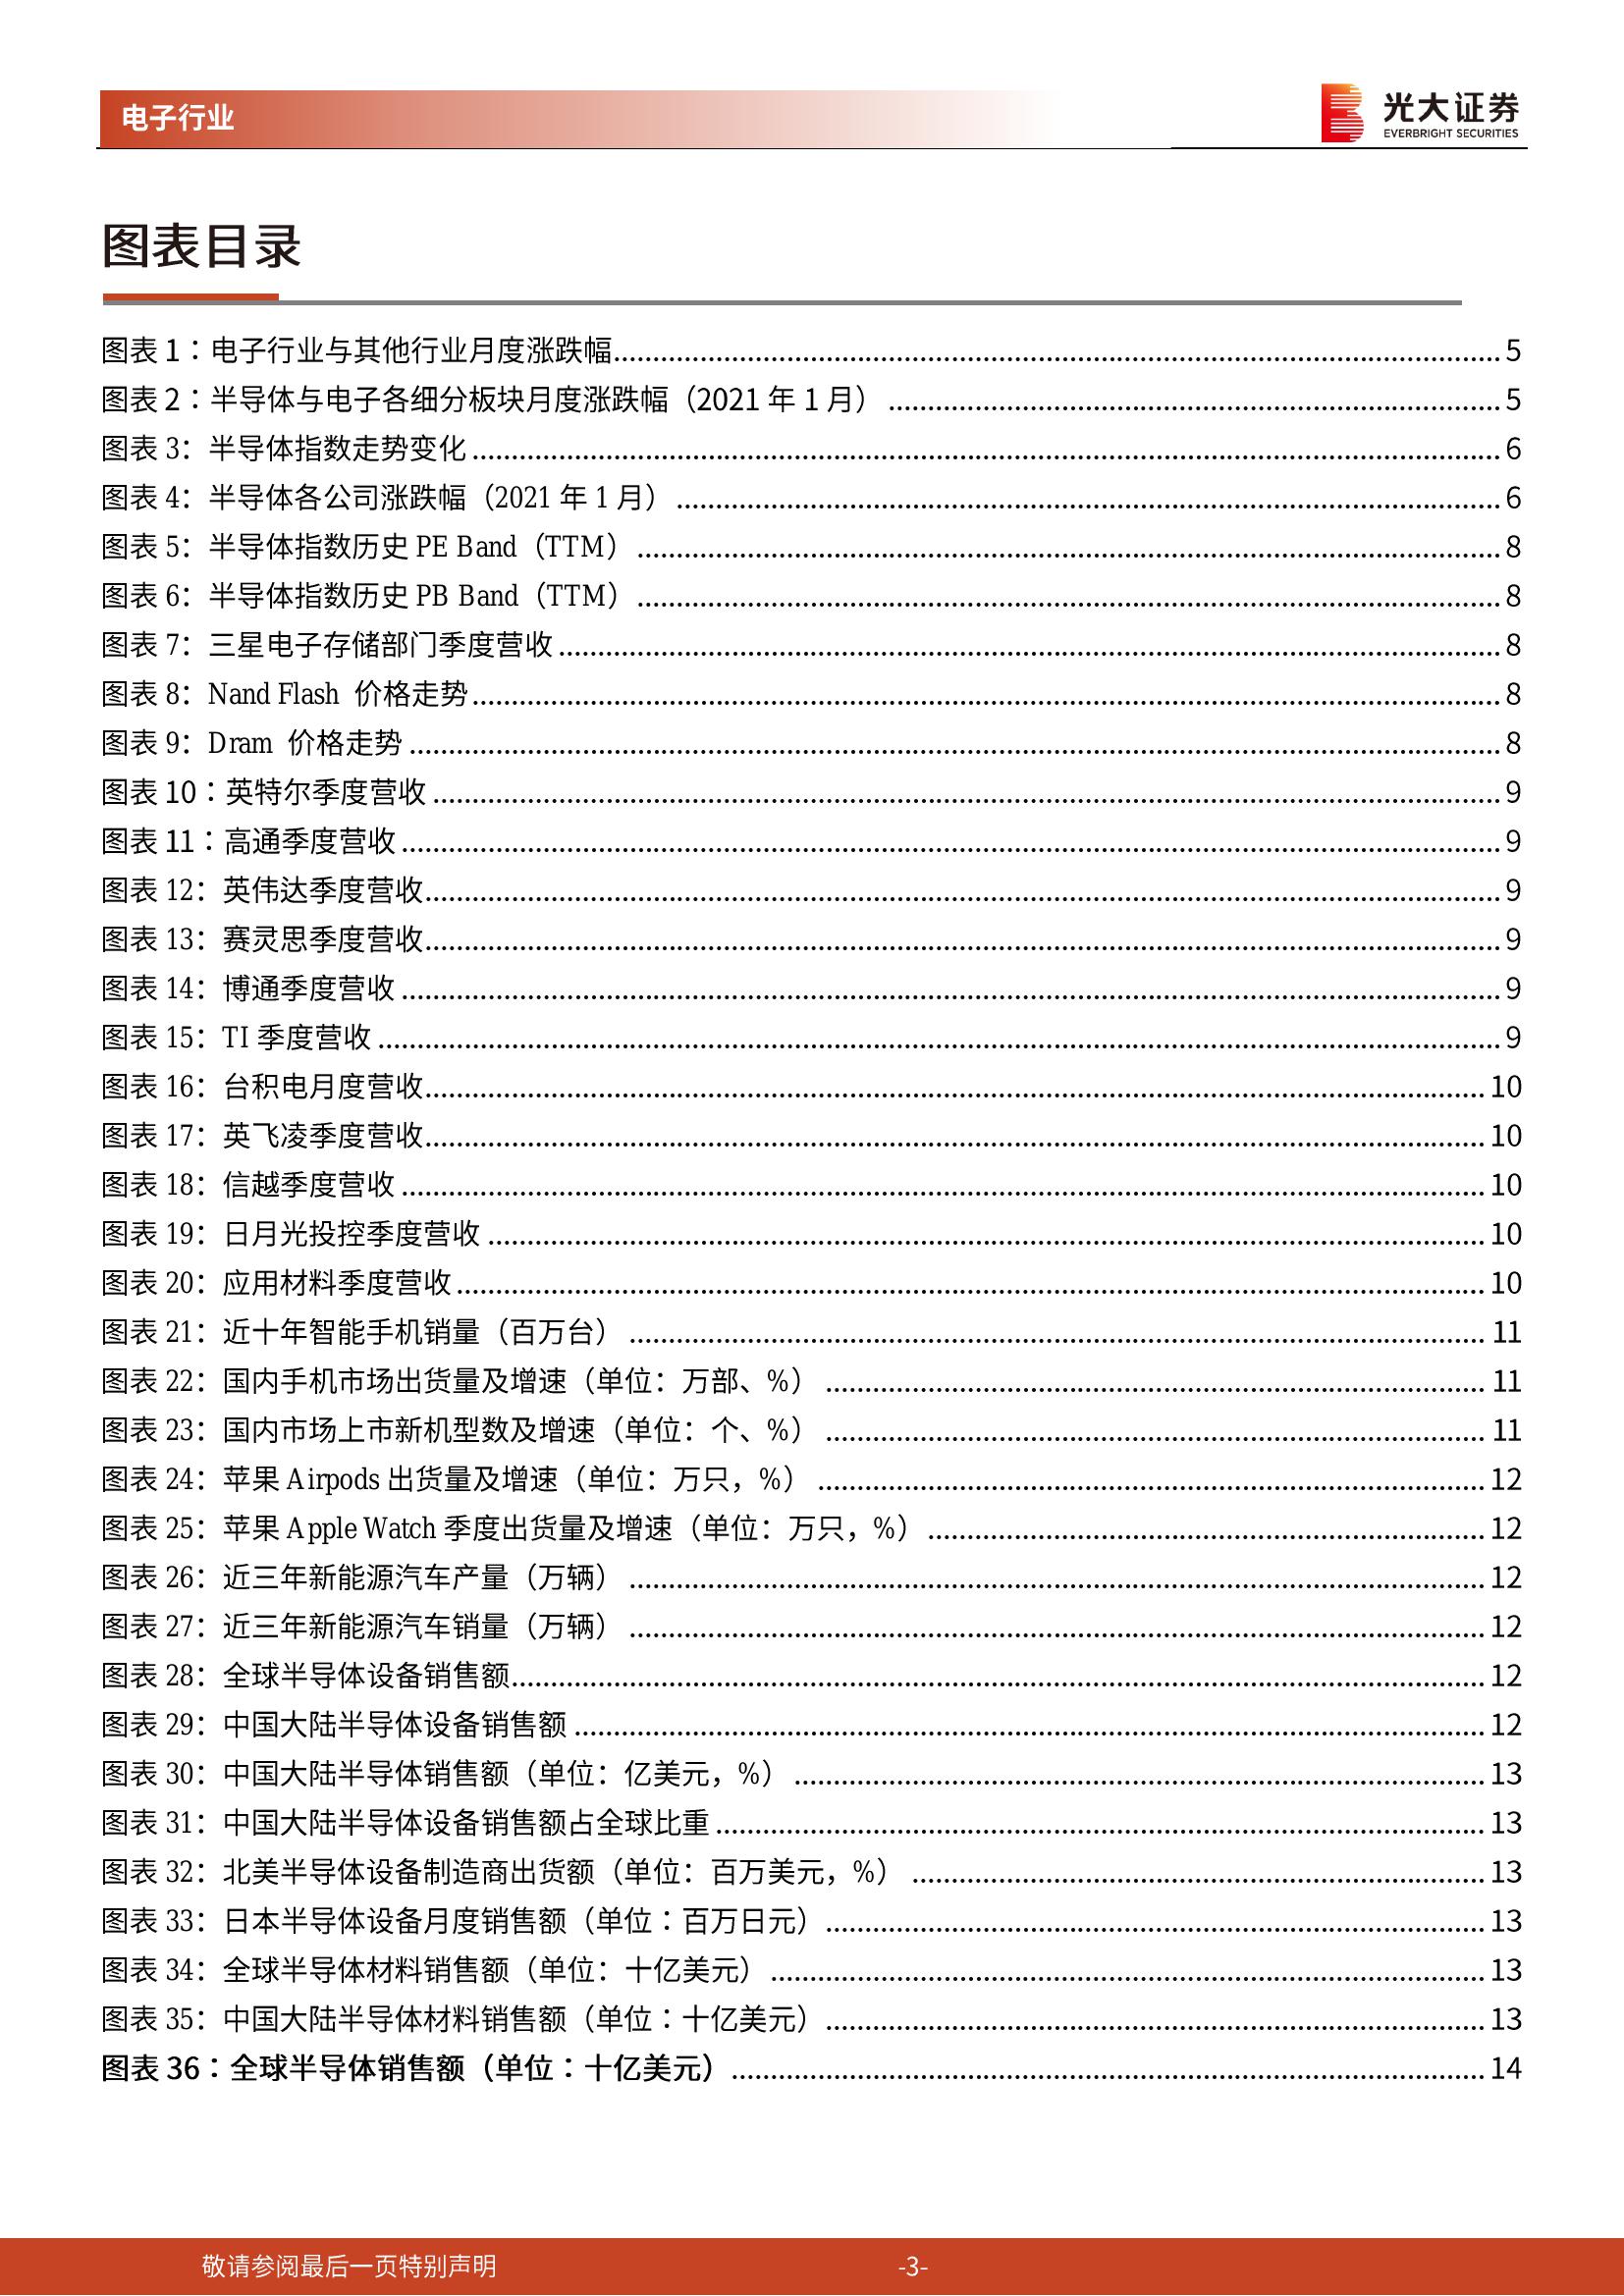 电子行业
光大证券
EVERBRIGHT SECURITIES
图表目录
图表 1：电子行业与其他行业月度涨跌幅 5
图表 2：半导体与电子各细分板块月度涨跌幅（2021 年 1 月） 5
图表 3：半导体指数走势变化 6
图表 4：半导体各公司涨跌幅（2021 年 1 月） 6
图表 5：半导体指数历史 PE Band（TTM） 8
图表 6：半导体指数历史 PB Band（TTM） 8
图表 7：三星电子存储部门季度营收 8
图表 8：Nand Flash 价格走势 8
图表 9：Dram 价格走势 8
图表 10：英特尔季度营收 9
图表 11：高通季度营收 9
图表 12：英伟达季度营收 9
图表 13：赛灵思季度营收 9
图表 14：博通季度营收 9
图表 15：TI 季度营收 9
图表 16：台积电月度营收 10
图表 17：英飞凌季度营收 10
图表 18：信越季度营收 10
图表 19：日月光投控季度营收 10
图表 20：应用材料季度营收 10
图表 21：近十年智能手机销量（百万台） 11
图表 22：国内手机市场出货量及增速（单位：万部、%） 11
图表 23：国内市场上市新机型数及增速（单位：个、%） 11
图表 24：苹果 Airpods 出货量及增速（单位：万只，%） 12
图表 25：苹果 Apple Watch 季度出货量及增速（单位：万只，%） 12
图表 26：近三年新能源汽车产量（万辆） 12
图表 27：近三年新能源汽车销量（万辆） 12
图表 28：全球半导体设备销售额 12
图表 29：中国大陆半导体设备销售额 12
图表 30：中国大陆半导体销售额（单位：亿美元，%） 13
图表 31：中国大陆半导体设备销售额占全球比重 13
图表 32：北美半导体设备制造商出货额（单位：百万美元，%） 13
图表 33：日本半导体设备月度销售额（单位：百万日元） 13
图表 34：全球半导体材料销售额（单位：十亿美元） 13
图表 35：中国大陆半导体材料销售额（单位：十亿美元） 13
图表 36：全球半导体销售额（单位：十亿美元） 14
敬请参阅最后一页特别声明 -3-